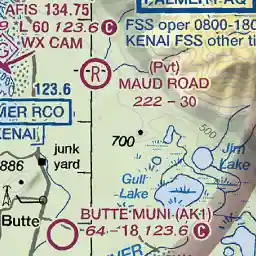 PALMER PAQ
AFIS 134.75
L 60 123.6 C
WX CAM
FSS oper 0800-180
KENAI FSS other ti
R
(Pvt)
MAUD ROAD
222 - 30
123.6
MER RCO
KENAI
700
500
junk
yard
Jim
Lake
886
Gull
Lake
Butte
BUTTE MUNI (AK1)
64 - 18 123.6 C